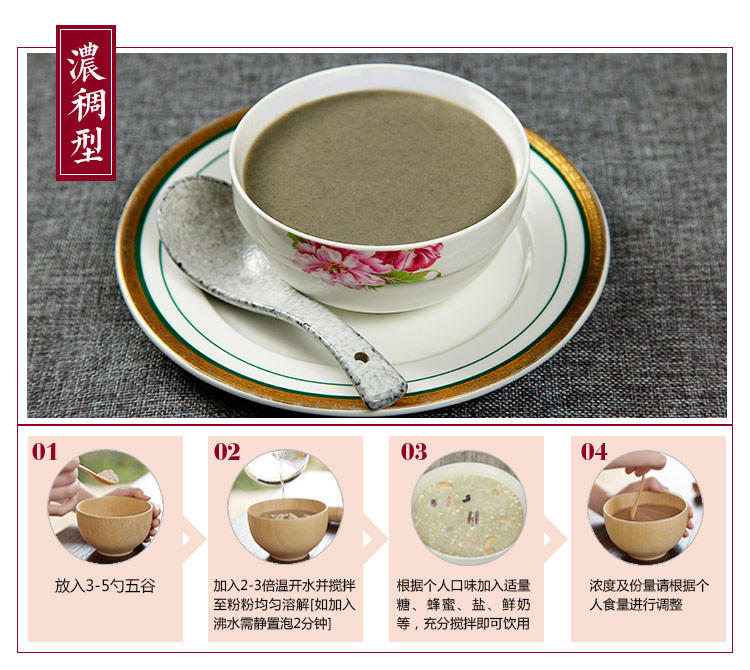 濃稠型
01
放入3-5勺五谷
02
加入2-3倍温开水并搅拌
至粉粉均匀溶解[如加入
沸水需静置泡2分钟]
03
根据个人口味加入适量
糖、蜂蜜、盐、鲜奶
等，充分搅拌即可饮用
04
浓度及份量请根据个
人食量进行调整